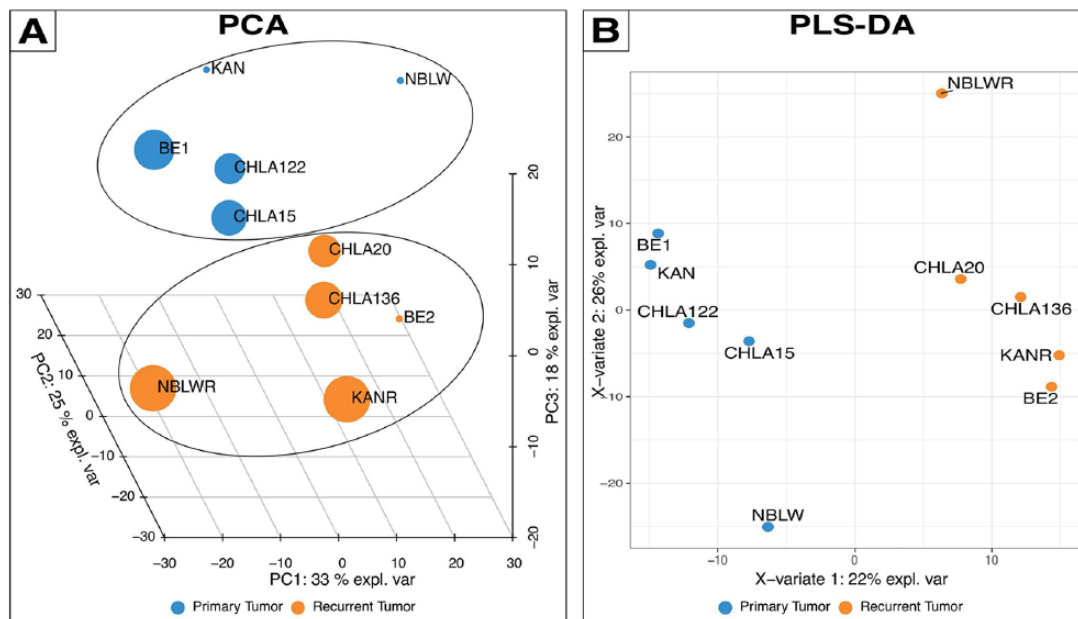 A
PCA
KAN
NBLW
BE1
CHLA122
CHLA15
CHLA20
CHLA136
BE2
NBLWR
KANR
30
20
10
0
−10
−20
−30
PC2: 25 % expl. var
−30
−20
−10
0
10
20
30
PC1: 33 % expl. var
20
10
0
−10
−20
PC3: 18 % expl. var
Primary Tumor
Recurrent Tumor
B
PLS-DA
NBLWR
BE1
KAN
CHLA20
CHLA122
CHLA136
CHLA15
KANR
BE2
NBLW
20
10
0
−10
−20
X-variate 2: 26% expl. var
−10
0
10
X-variate 1: 22% expl. var
Primary Tumor
Recurrent Tumor